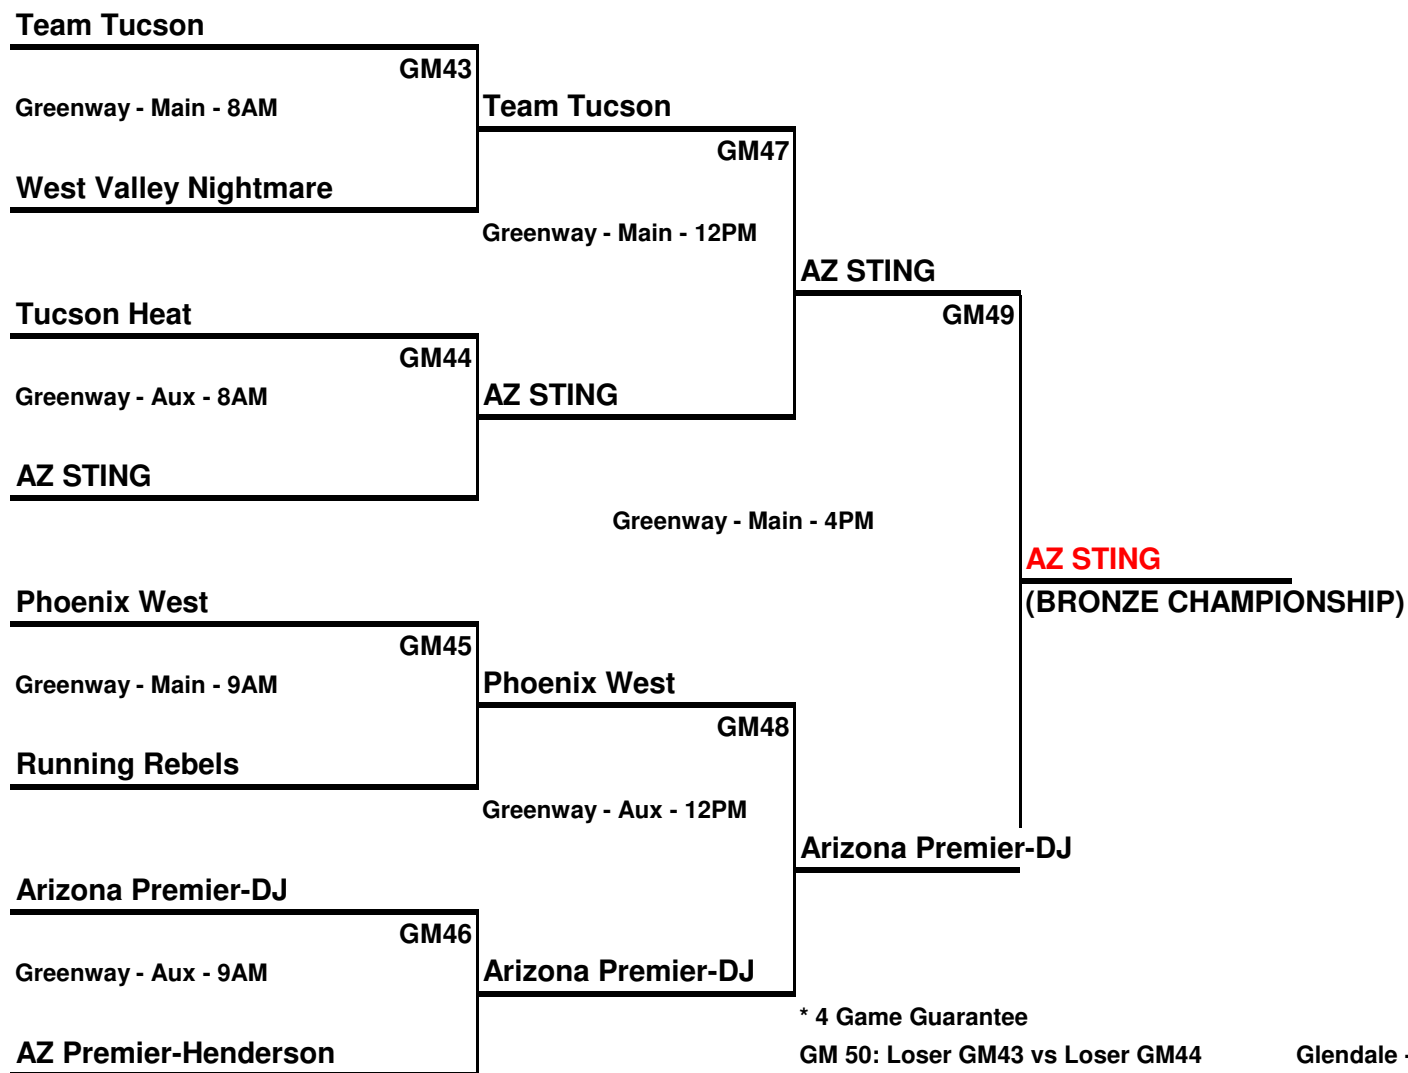 Team Tucson
GM43
Greenway - Main - 8AM
Team Tucson
GM47
West Valley Nightmare
Greenway - Main - 12PM
AZ STING
Tucson Heat
GM49
GM44
Greenway - Aux - 8AM
AZ STING
AZ STING
Greenway - Main - 4PM
AZ STING
Phoenix West
(BRONZE CHAMPIONSHIP)
GM45
Greenway - Main - 9AM
Phoenix West
GM48
Running Rebels
Greenway - Aux - 12PM
Arizona Premier-DJ
Arizona Premier-DJ
GM46
Greenway - Aux - 9AM
Arizona Premier-DJ
* 4 Game Guarantee
AZ Premier-Henderson
GM 50: Loser GM43 vs Loser GM44 Glendale -